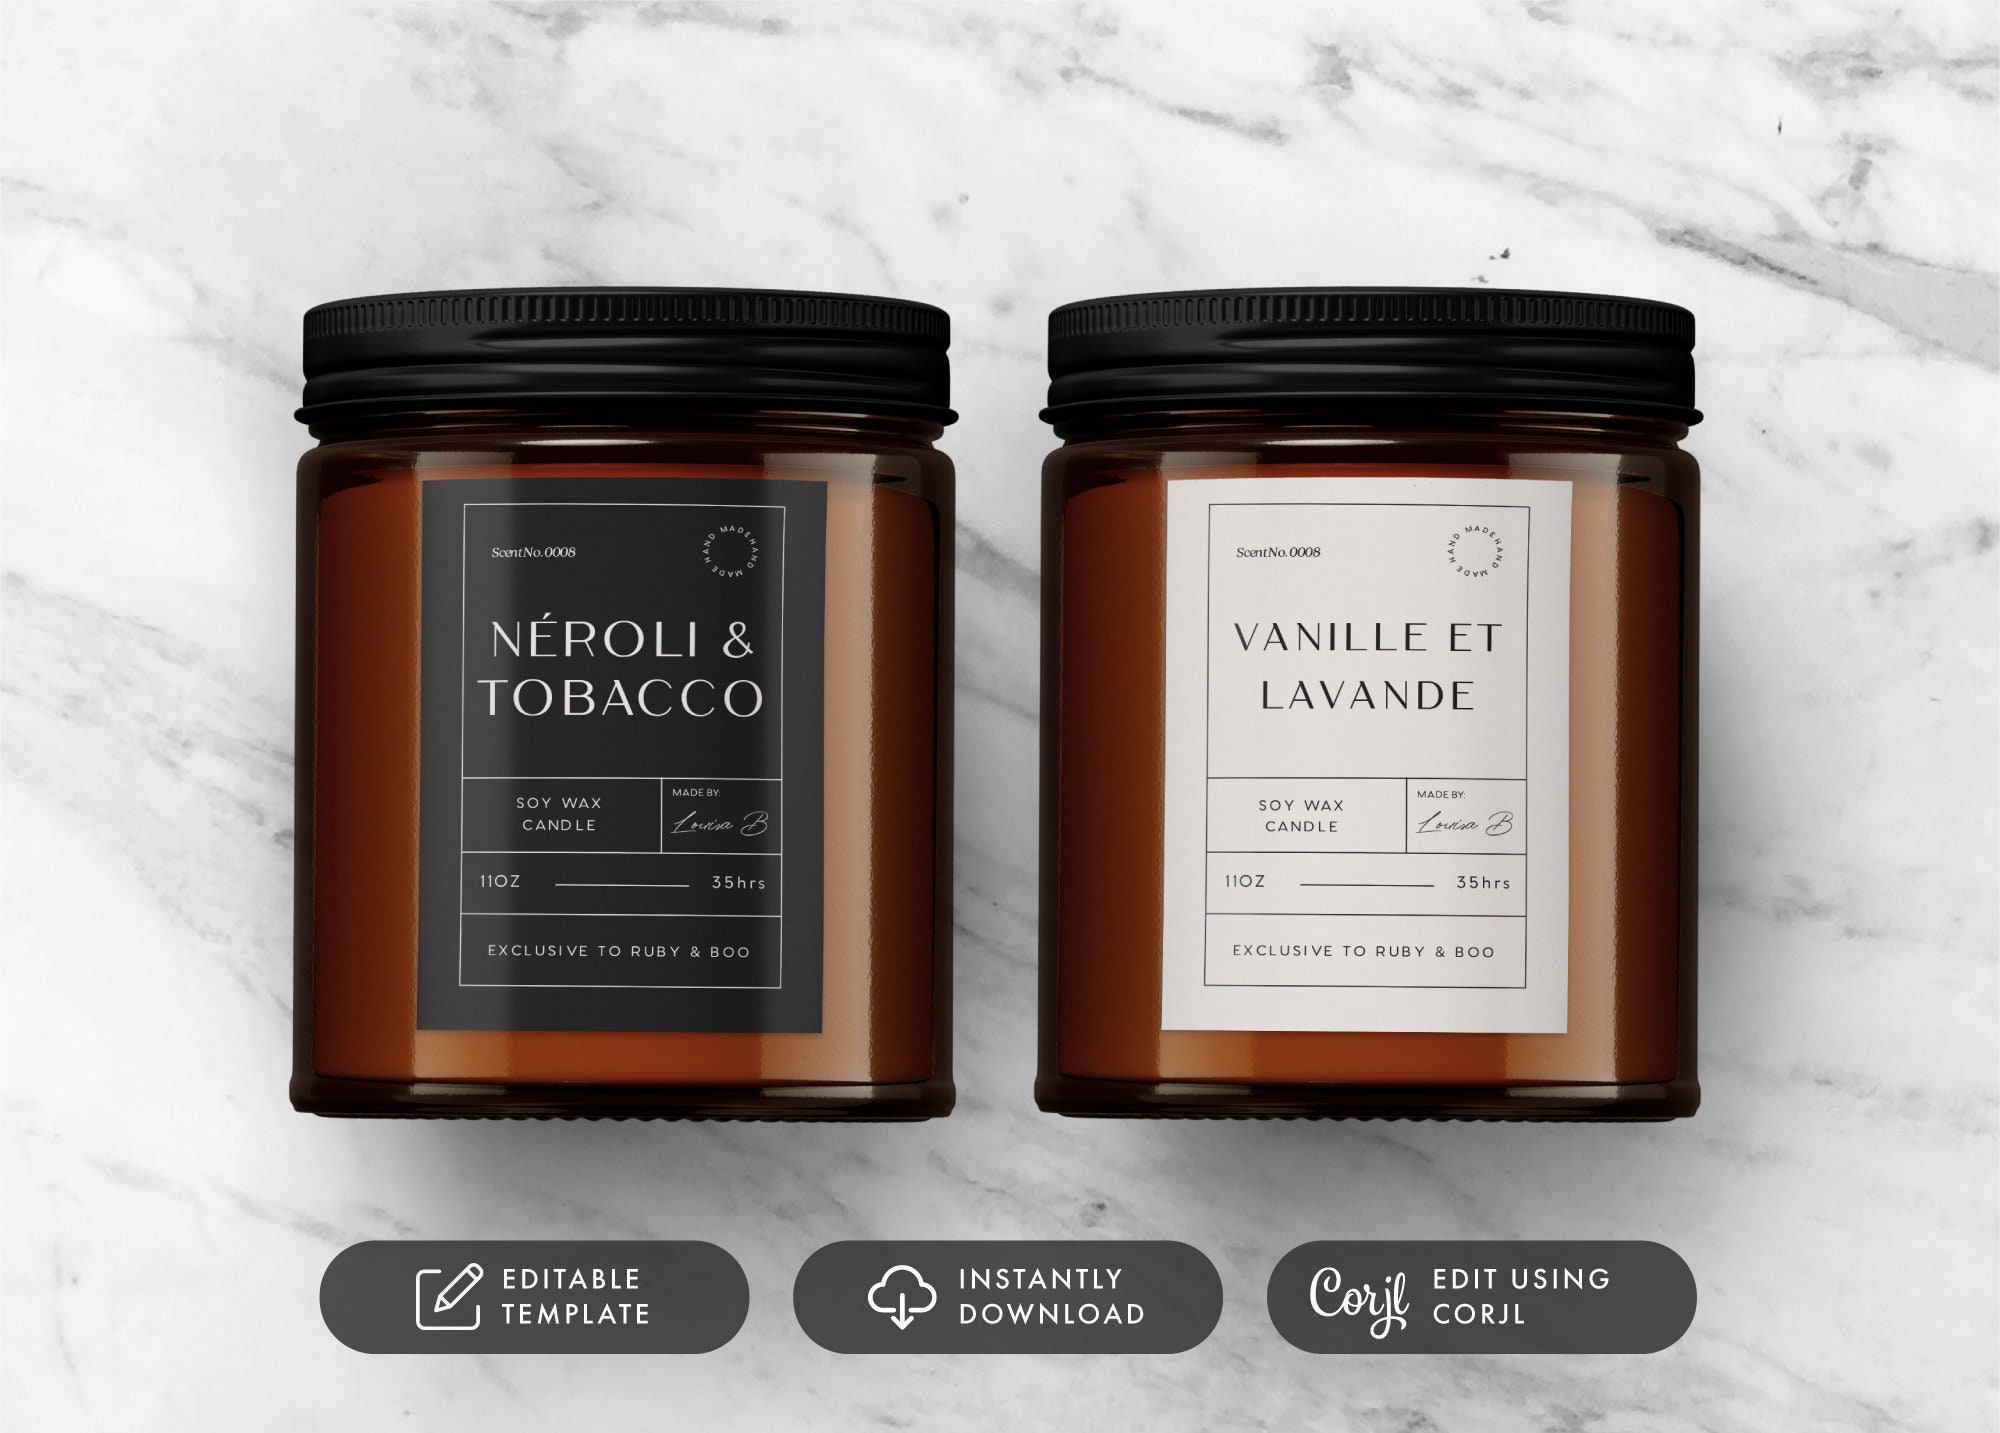 ScentNo.0008
HAND MADE HAND MADE
NÉROLI &
TOBACCO
SOY WAX
CANDLE
MADE BY:
Louisa B
11OZ
35hrs
EXCLUSIVE TO RUBY & BOO
ScentNo.0008
HAND MADE HAND MADE
VANILLE ET
LAVANDE
SOY WAX
CANDLE
MADE BY:
Louisa B
11OZ
35hrs
EXCLUSIVE TO RUBY & BOO
EDITABLE
TEMPLATE
INSTANTLY
DOWNLOAD
Corjl
EDIT USING
CORJL